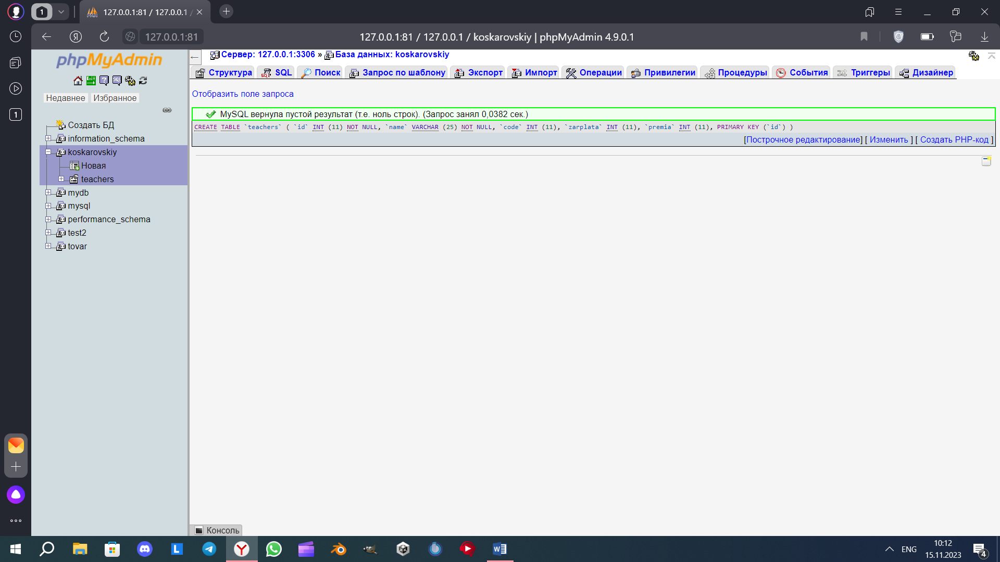 1
127.0.0.1:81 / 127.0.0.1 /
127.0.0.1:81
127.0.0.1:81 / 127.0.0.1 / koskarovskiy | phpMyAdmin 4.9.0.1
1
phpMyAdmin
Недавнее Избранное
Создать БД
information_schema
koskarovskiy
Новая
teachers
mydb
mysql
performance_schema
test2
tovar
Сервер: 127.0.0.1:3306 » База данных: koskarovskiy
Структура SQL Поиск Запрос по шаблону Экспорт Импорт Операции Привилегии Процедуры События Триггеры Дизайнер
Отобразить поле запроса
MySQL вернула пустой результат (т.е. ноль строк). (Запрос занял 0,0382 сек.)
CREATE TABLE `teachers` ( `id` INT (11) NOT NULL, `name` VARCHAR (25) NOT NULL, `code` INT (11), `zarplata` INT (11), `premia` INT (11), PRIMARY KEY (`id`) )
[Построчное редактирование] [ Изменить ] [ Создать PHP-код ]
Консоль
ENG
10:12
15.11.2023
4